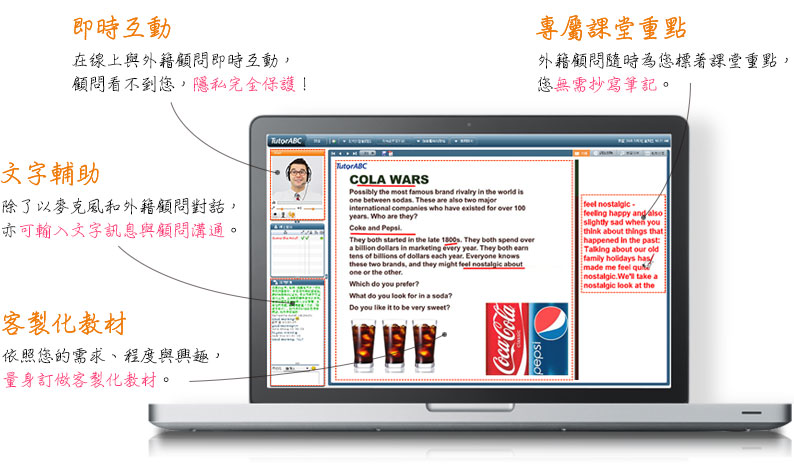 即時互動
在線上與外籍顧問即時互動，
顧問看不到您，隱私完全保護！
專屬課堂重點
外籍顧問隨時為您標著課堂重點，
您無需抄寫筆記。
文字輔助
除了以麥克風和外籍顧問對話，
亦可輸入文字訊息與顧問溝通。
客製化教材
依照您的需求、程度與興趣，
量身訂做客製化教材。
TutorABC
TutorABC
COLA WARS
Possibly the most famous brand rivalry in the world is
one between sodas. These are also two major
international companies who have existed for over 100
years. Who are they?
Coke and Pepsi.
They both started in the late 1800s. They both spend over
a billion dollars in marketing every year. They both earn
tens of billions of dollars each year. Everyone knows
these two brands, and they might feel nostalgic about
one or the other.
Which do you prefer?
What do you look for in a soda?
Do you like it to be very sweet?
Coca-Cola
pepsi
feel nostalgic -
feeling happy and also
slightly sad when you
think about things that
happened in the past:
Talking about our old
family holidays has
made me feel quite
nostalgic.We'll take a
nostalgic look at the